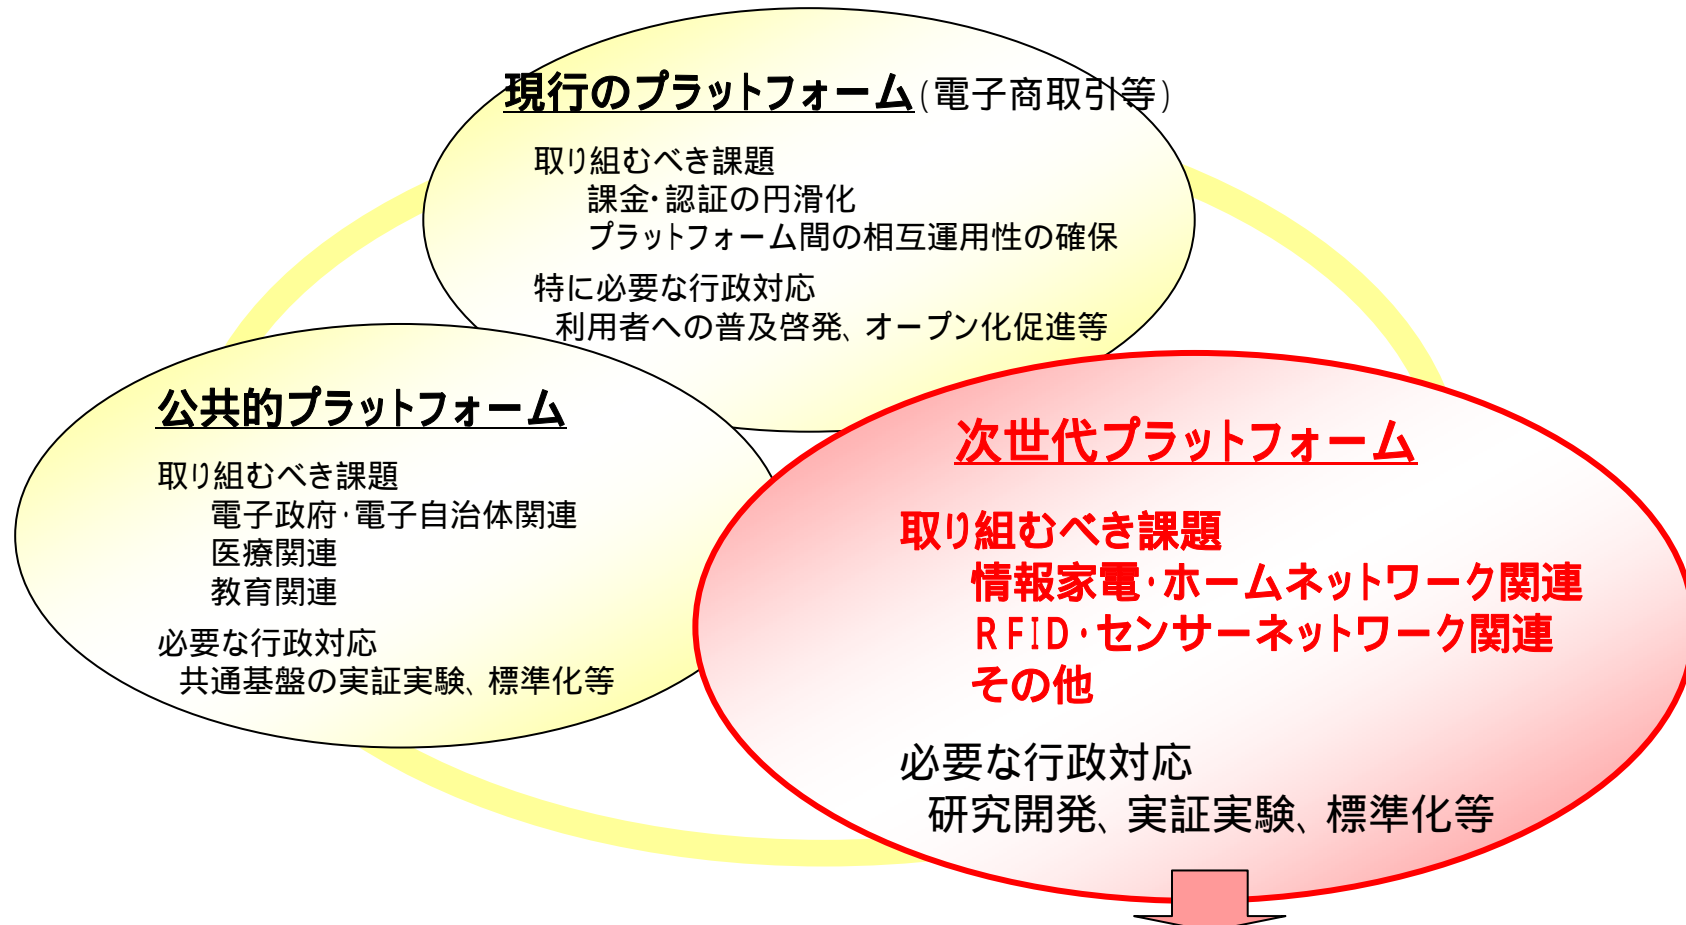 現行のプラットフォーム(電子商取引等)
取り組むべき課題
課金・認証の円滑化
プラットフォーム間の相互運用性の確保
特に必要な行政対応
利用者への普及啓発、オープン化促進等
公共的プラットフォーム
取り組むべき課題
電子政府・電子自治体関連
医療関連
教育関連
必要な行政対応
共通基盤の実証実験、標準化等
次世代プラットフォーム
取り組むべき課題
情報家電・ホームネットワーク関連
RFID・センサーネットワーク関連
その他
必要な行政対応
研究開発、実証実験、標準化等